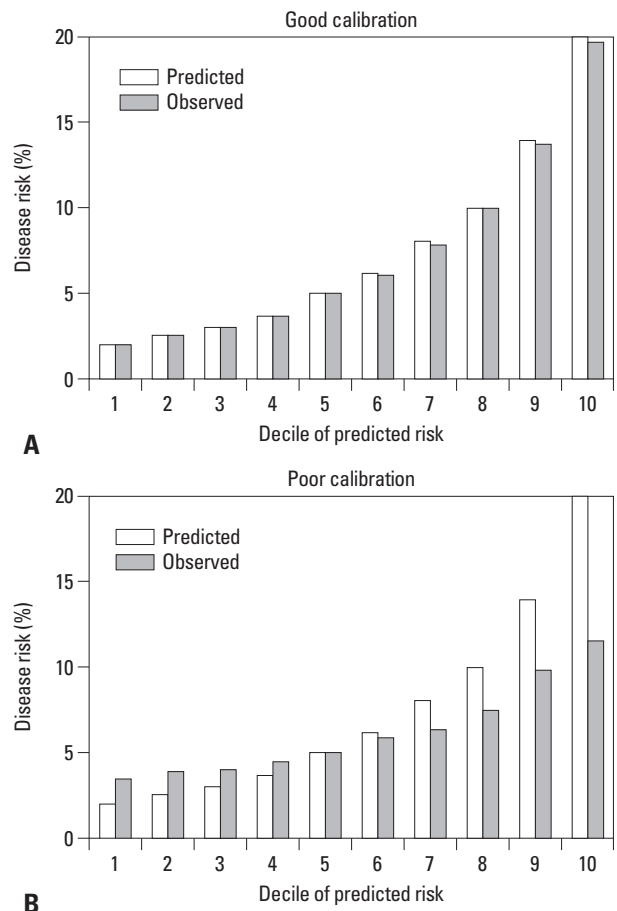 Good calibration
20
Predicted
Observed
15
10
5
0
Disease risk (%)
1 2 3 4 5 6 7 8 9 10
Decile of predicted risk
A
Poor calibration
20
Predicted
Observed
15
10
5
0
Disease risk (%)
1 2 3 4 5 6 7 8 9 10
Decile of predicted risk
B